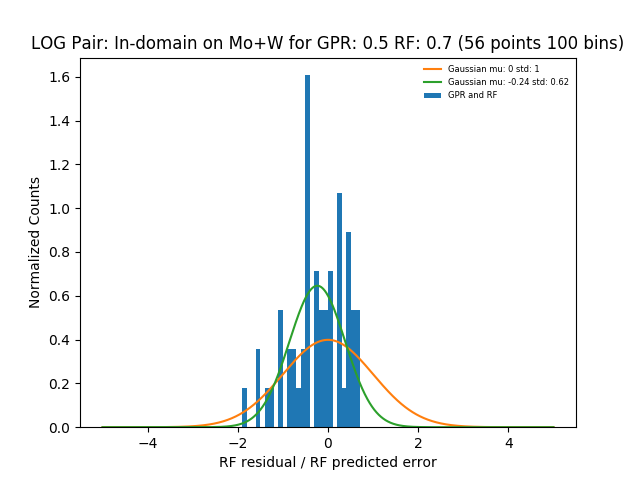 LOG Pair: In-domain on Mo+W for GPR: 0.5 RF: 0.7 (56 points 100 bins)
Gaussian mu: 0 std: 1
Gaussian mu: -0.24 std: 0.62
GPR and RF
Normalized Counts
1.6
1.4
1.2
1.0
0.8
0.6
0.4
0.2
0.0
−4 −2 0 2 4
RF residual / RF predicted error